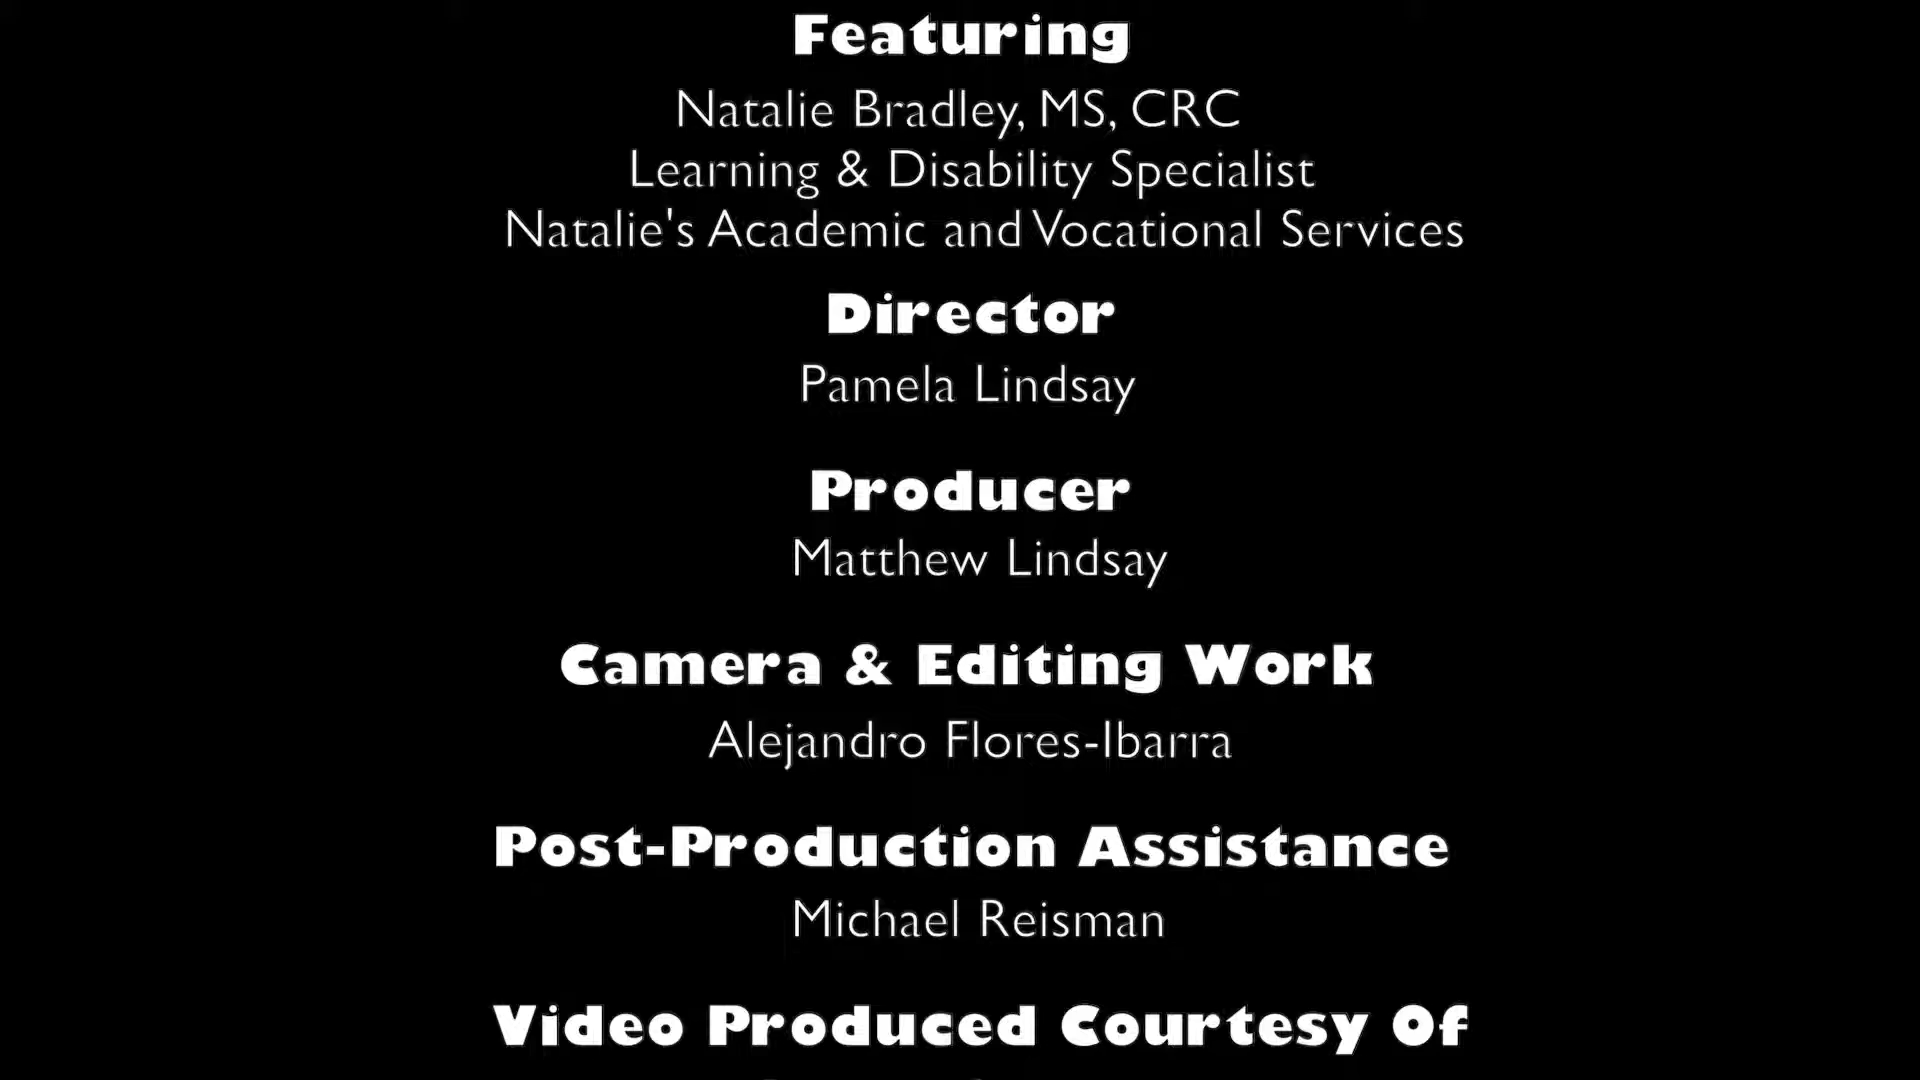 Featuring
Natalie Bradley, MS, CRC
Learning & Disability Specialist
Natalie's Academic and Vocational Services
Director
Pamela Lindsay
Producer
Matthew Lindsay
Camera & Editing Work
Alejandro Flores-Ibarra
Post-Production Assistance
Michael Reisman
Video Produced Courtesy Of